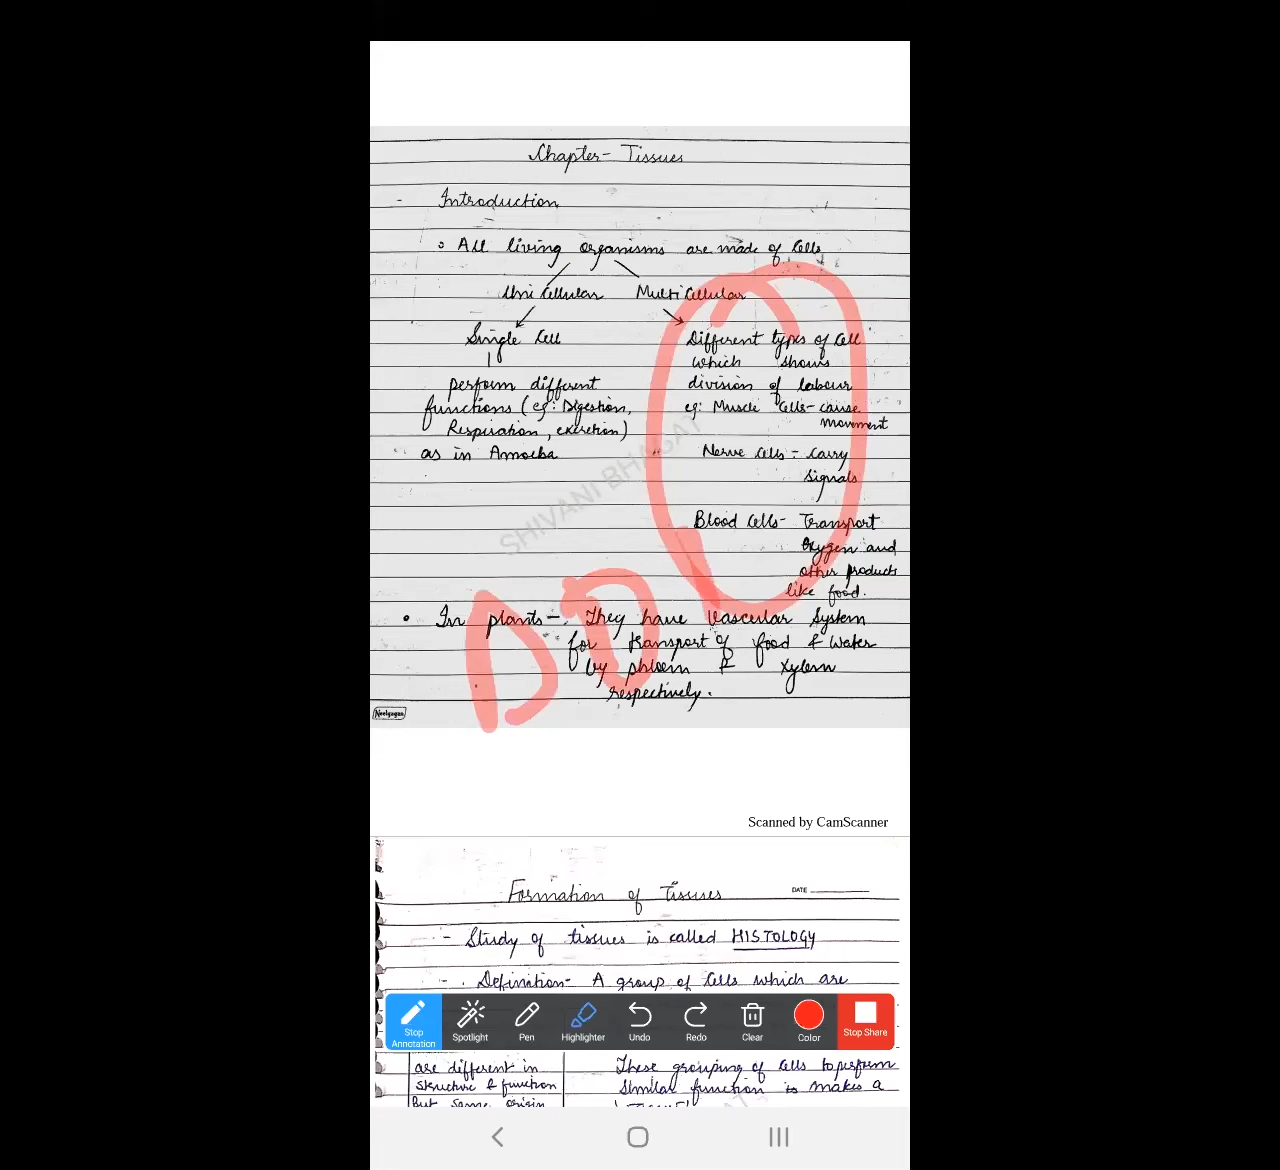 Chapter- Tissues
- Introduction
All living organisms are made of Cells
Uni Cellular Multi Cellular
Single Cell
perform different
functions (eg: Digestion,
Respiration, excretion)
as in Amoeba
Different types of Cell
which shows
division of labour
eg: Muscle Cells- cause
movement
Nerve Cells - Carry
Signals
Blood Cells- Transport
Oxygen and
other products
like food.
SHIVANI BHAGAT
DD
In plants- They have Vascular System
for transport of food & Water
by phloem & Xylem
respectively.
Neelgagan
Scanned by CamScanner
Formation of Tissues
DATE
- Study of tissues is called HISTOLOGY
- . Definition- A group of Cells which are
Stop Annotation
Spotlight
Pen
Highlighter
Undo
Redo
Clear
Color
Stop Share
are different in
structure & function
But same origin
These grouping of Cells to perform
Similar function is makes a